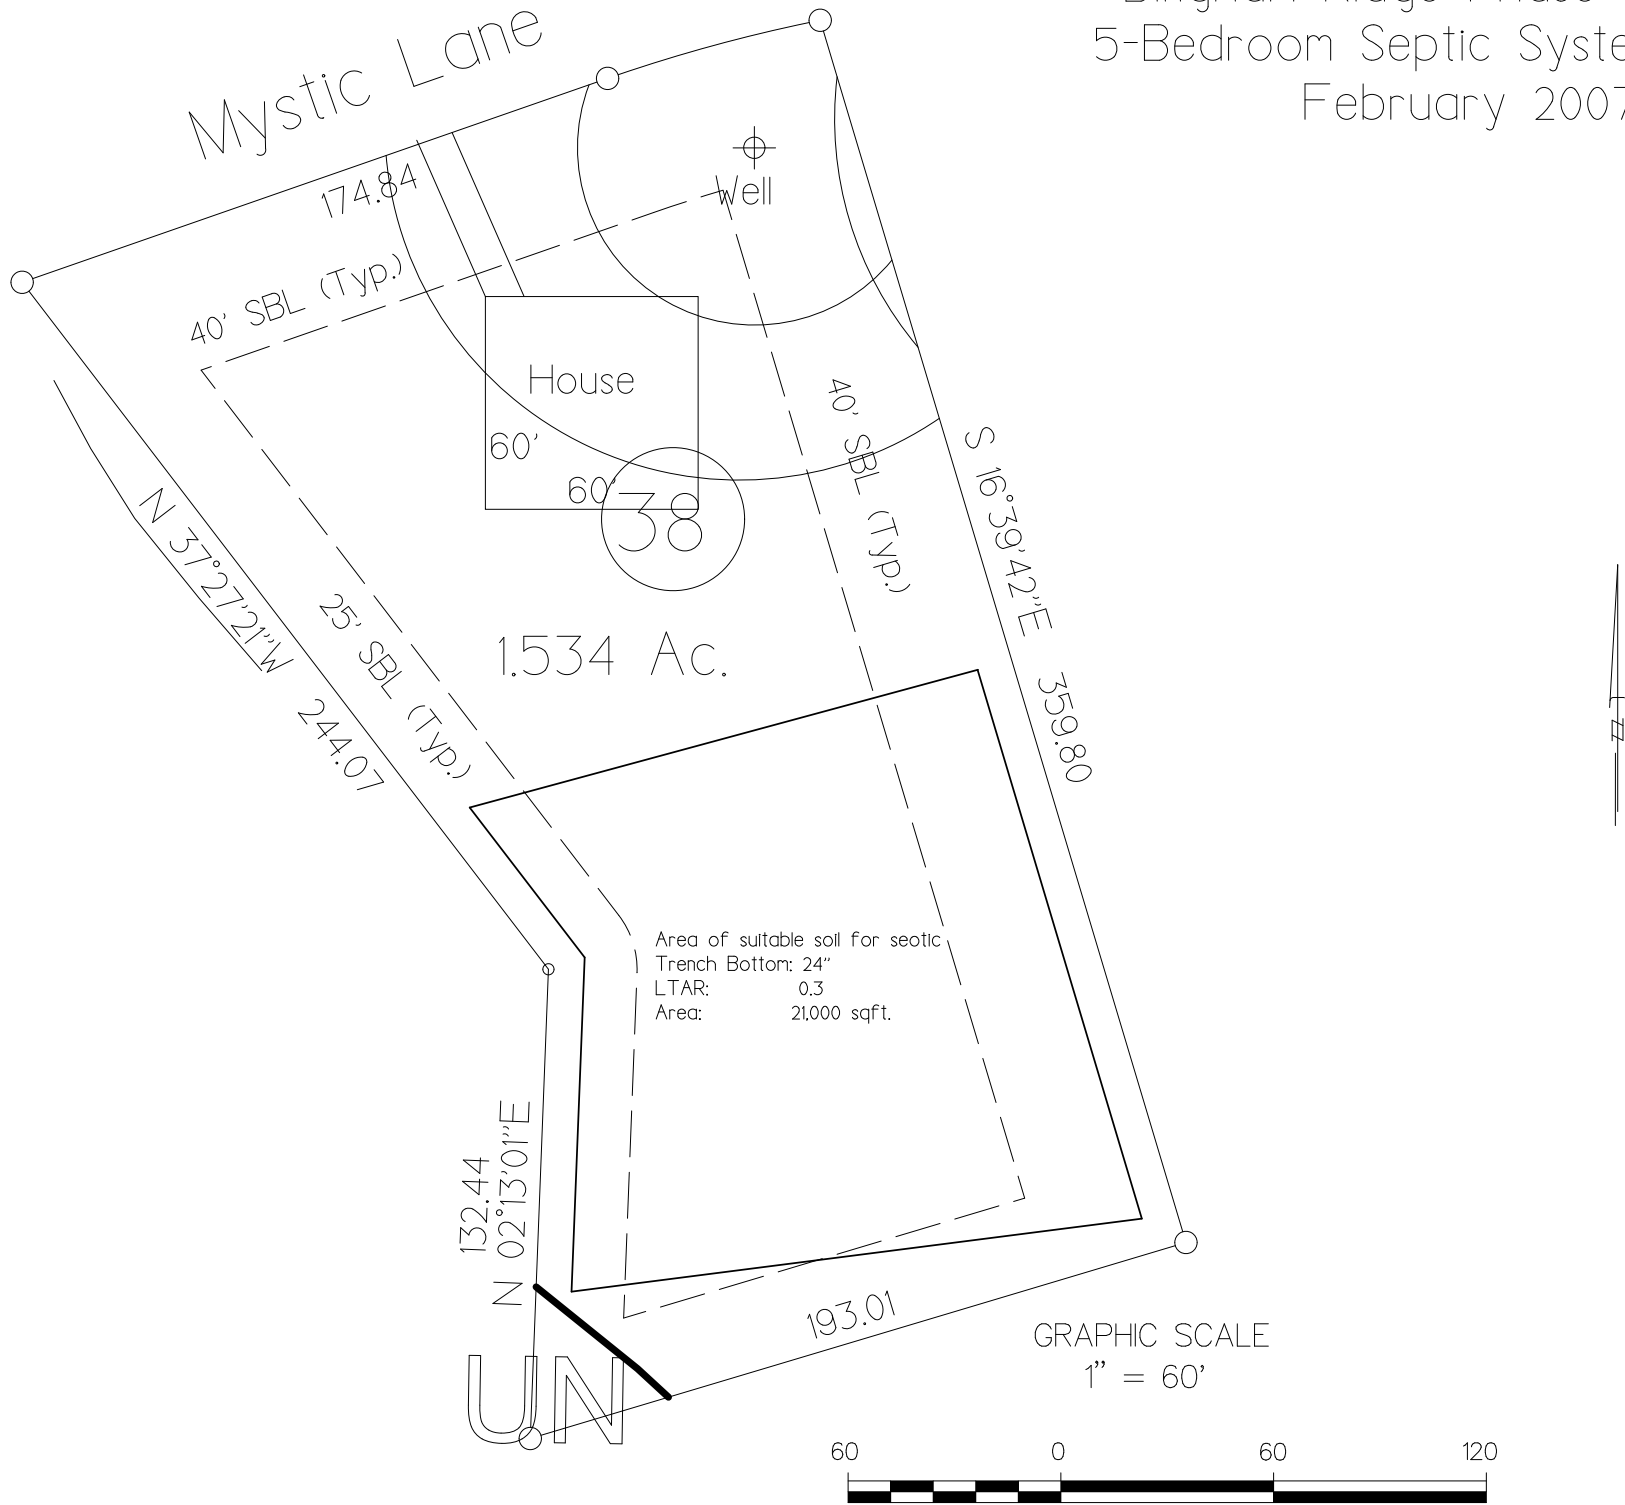 5-Bedroom Septic
February 2007
Mystic Lane
174.84
Well
40' SBL (Typ.)
House
60'
60'
38
40' SBL (Typ.)
S 16°39'42"E 359.80
N 37°27'21"W 244.07
25' SBL (Typ.)
1.534 Ac.
Area of suitable soil for seotic
Trench Bottom: 24"
LTAR: 0.3
Area: 21,000 sqft.
132.44
N 02°13'01"E
193.01
UN
GRAPHIC SCALE
1" = 60'
60 0 60 120